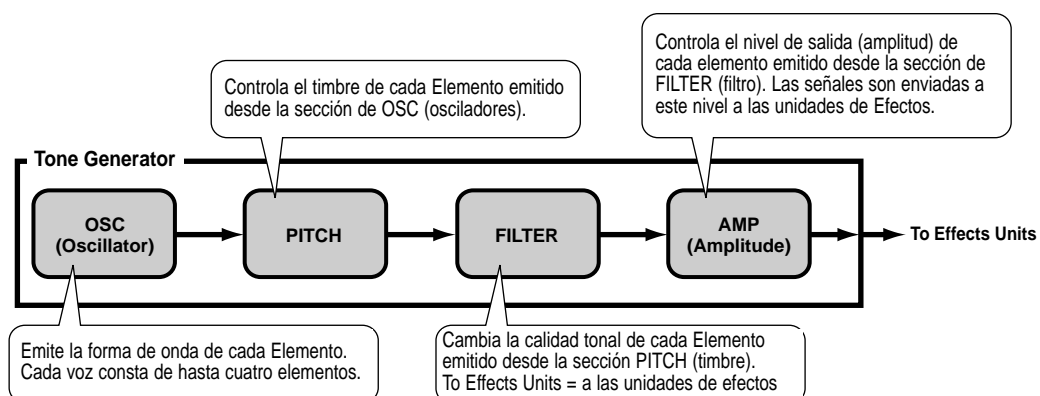 Controla el nivel de salida (amplitud) de
cada elemento emitido desde la sección de
FILTER (filtro). Las señales son enviadas a
este nivel a las unidades de Efectos.
Controla el timbre de cada Elemento emitido
desde la sección de OSC (osciladores).
Tone Generator
OSC
(Oscillator)
PITCH
FILTER
AMP
(Amplitude)
To Effects Units
Emite la forma de onda de cada Elemento.
Cada voz consta de hasta cuatro elementos.
Cambia la calidad tonal de cada Elemento
emitido desde la sección PITCH (timbre).
To Effects Units = a las unidades de efectos